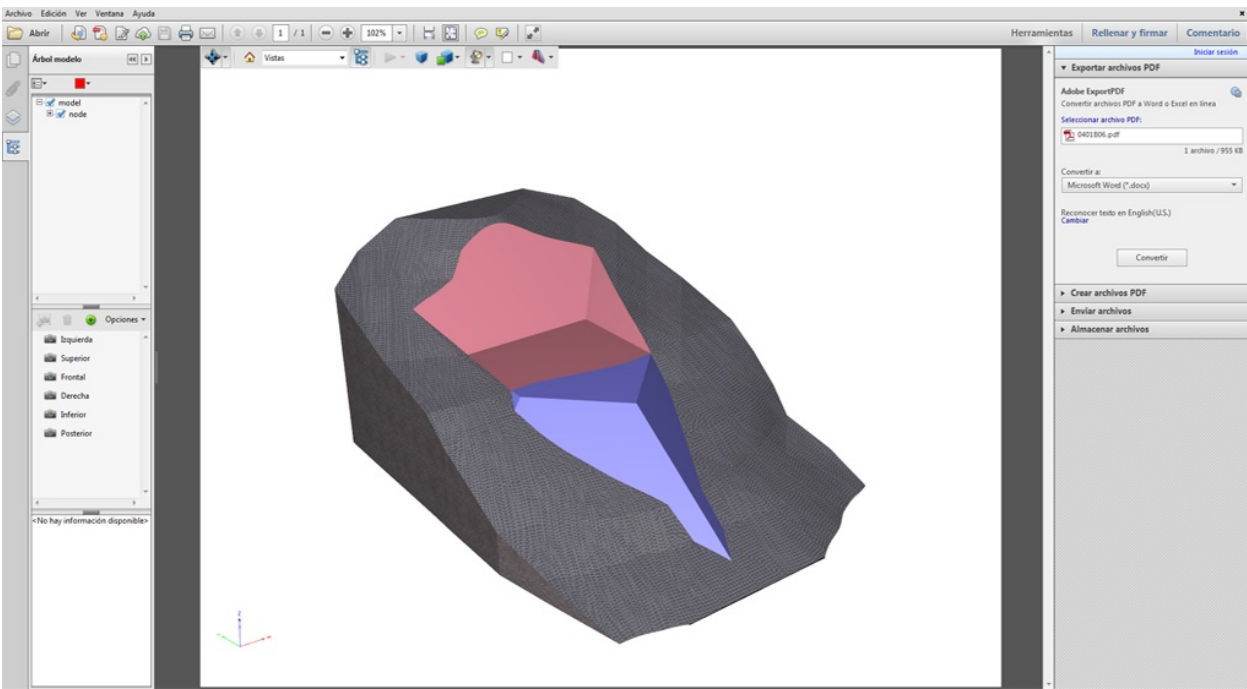 Archivo Edición Ver Ventana Ayuda
Abrir 1 / 1 102% Herramientas Rellenar y firmar Comentario
Árbol modelo
model
node
Opciones
Izquierda
Superior
Frontal
Derecha
Inferior
Posterior
<No hay información disponible>
Vistas
Z
Iniciar sesión
Exportar archivos PDF
Adobe ExportPDF
Convertir archivos PDF a Word o Excel en línea
Seleccionar archivo PDF:
0401B06.pdf
1 archivo / 955 KB
Convertir a:
Microsoft Word (*.docx)
Reconocer texto en English(U.S.)
Cambiar
Convertir
Crear archivos PDF
Enviar archivos
Almacenar archivos